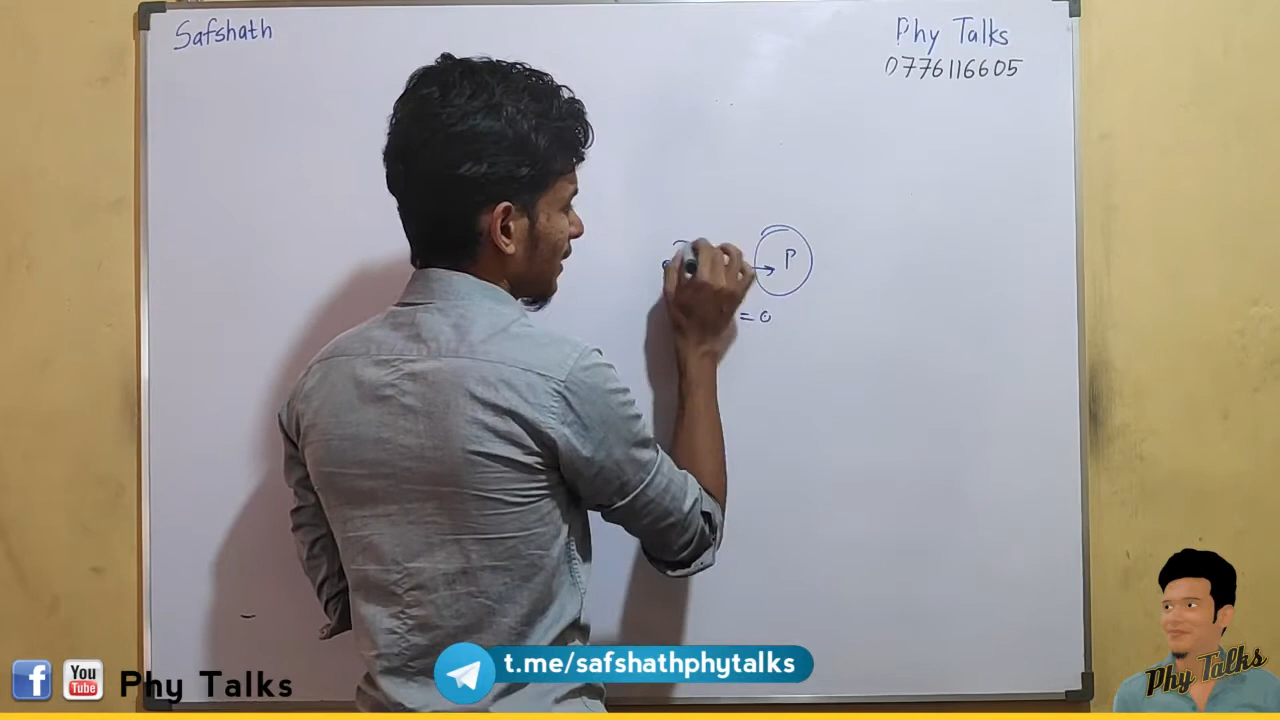 Safshath
Phy Talks
0776116605
P
= 0
You
Tube
Phy Talks
t.me/safshathphytalks
Phy Talks